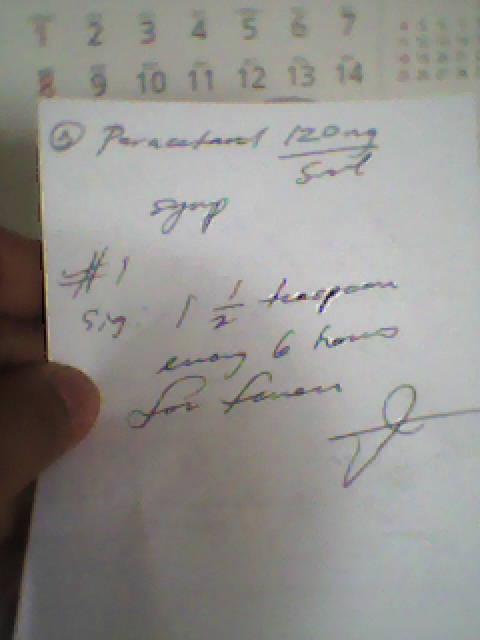 1 2 3 4 5 6 7
8 9 10 11 12 13 14
Paracetamol 120mg
5ml
syrup
#1
Sig: 1 1/2 teaspoon
every 6 hours
for fever